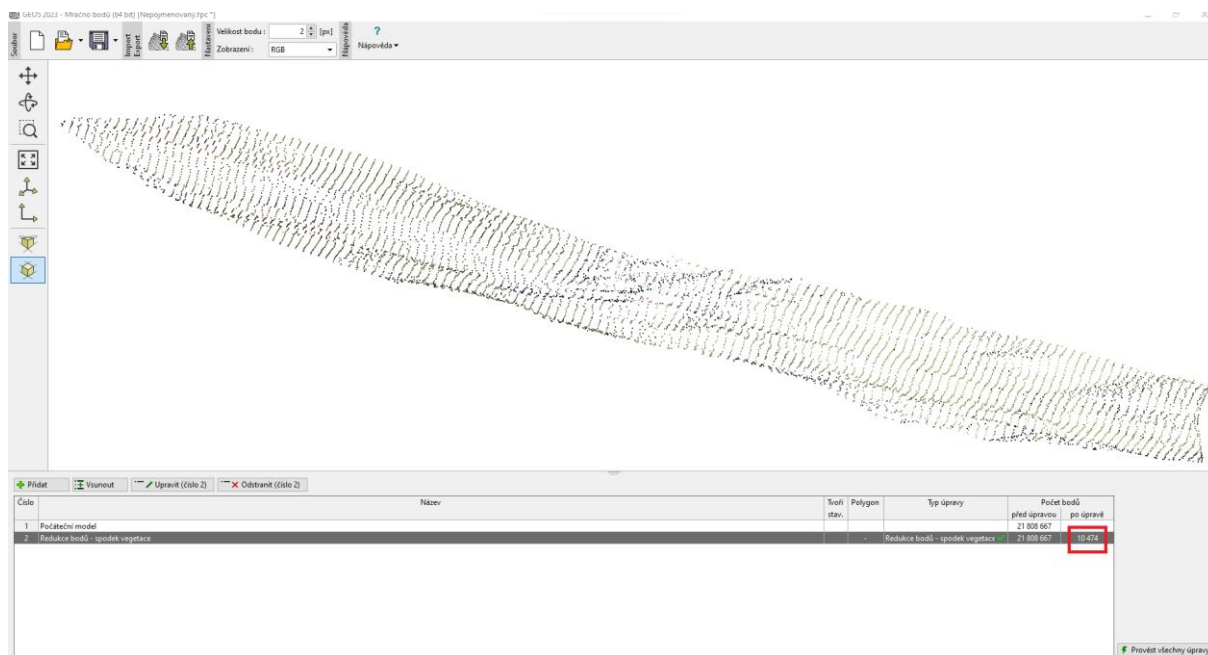 GEO5 2023 - Mračno bodů (64 bit) [Nepojmenovaný.fpc *]
Soubor
Import
Export
Nastavení
Velikost bodu : 2 [px]
Zobrazení : RGB
Nápověda
?
Nápověda
Přidat Vsunout Upravit (číslo 2) Odstranit (číslo 2)
Číslo Název Tvoří Polygon Typ úpravy Počet bodů
stav. před úpravou po úpravě
1 Počáteční model 21 808 667
2 Redukce bodů - spodek vegetace - Redukce bodů - spodek vegetace 21 808 667 10 474
Provést všechny úpravy